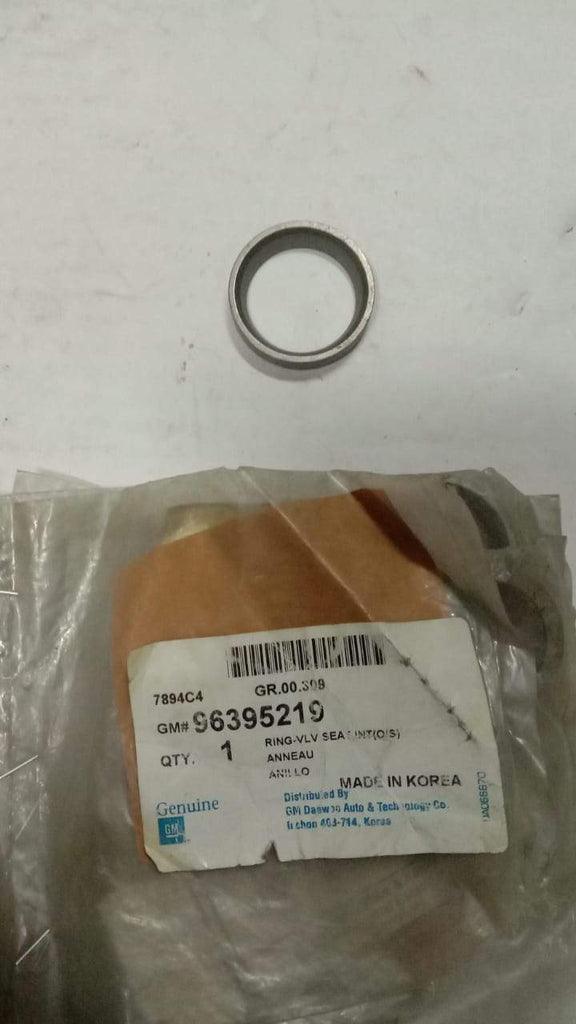 7894C4 GR.00.309
GM# 96395219
QTY. 1 RING-VLV SEAT INT(O/S)
ANNEAU
ANILLO
MADE IN KOREA
Genuine
GM
Distributed By
GM Daewoo Auto & Technology Co.
Inchon 403-714, Korea